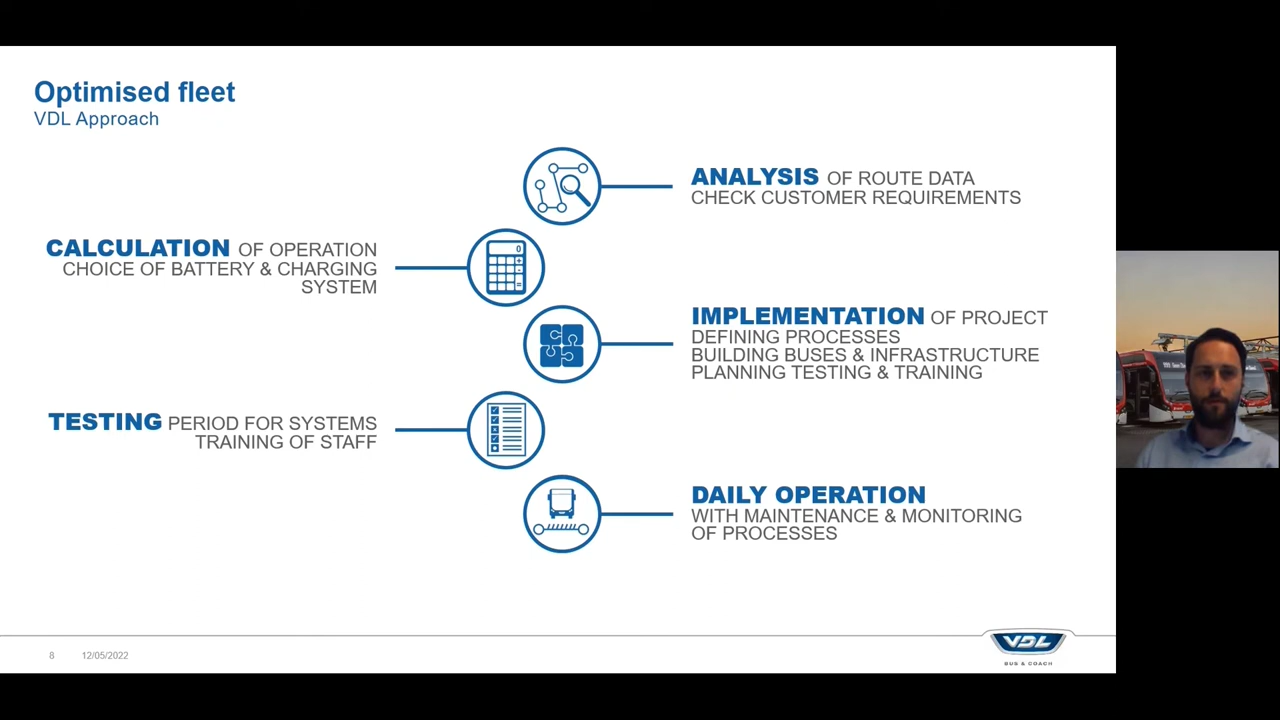 Optimised fleet
VDL Approach
ANALYSIS OF ROUTE DATA
CHECK CUSTOMER REQUIREMENTS
CALCULATION OF OPERATION
CHOICE OF BATTERY & CHARGING
SYSTEM
IMPLEMENTATION OF PROJECT
DEFINING PROCESSES
BUILDING BUSES & INFRASTRUCTURE
PLANNING TESTING & TRAINING
TESTING PERIOD FOR SYSTEMS
TRAINING OF STAFF
DAILY OPERATION
WITH MAINTENANCE & MONITORING
OF PROCESSES
8 12/05/2022
VDL
BUS & COACH